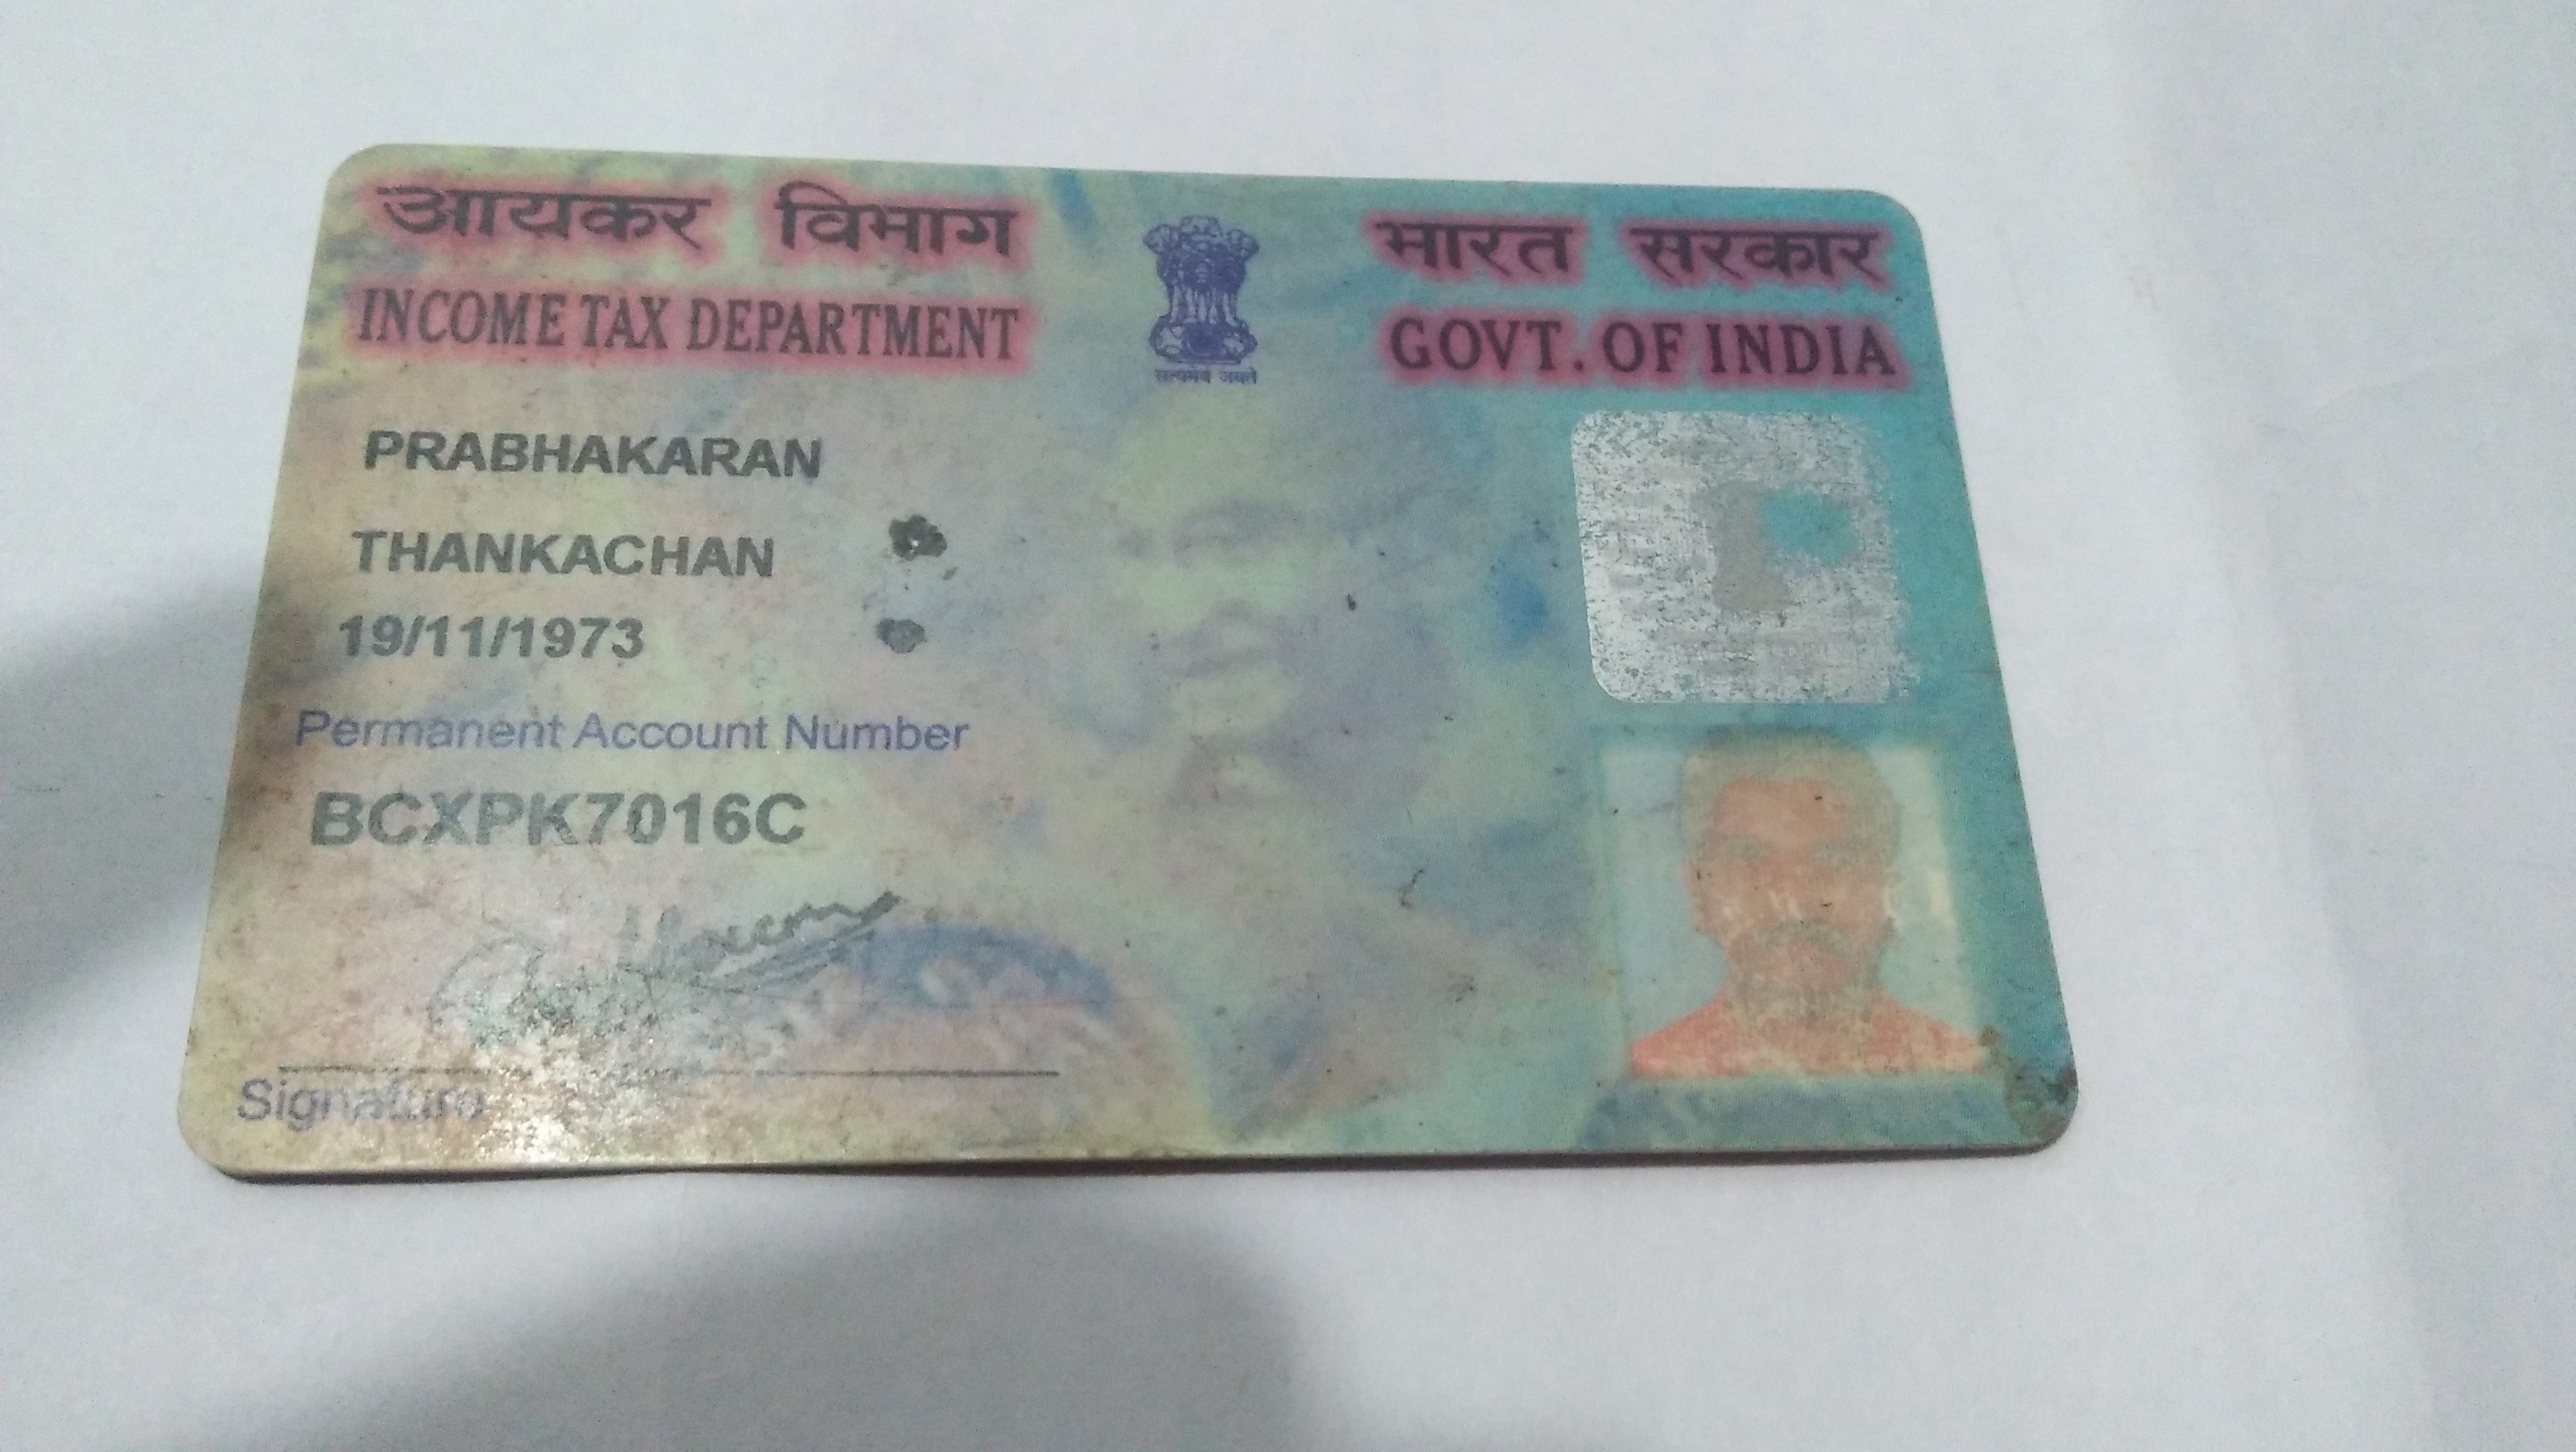 आयकर विभाग
INCOME TAX DEPARTMENT
सत्यमेव जयते
भारत सरकार
GOVT. OF INDIA
PRABHAKARAN
THANKACHAN
19/11/1973
Permanent Account Number
BCXPK7016C
Signature